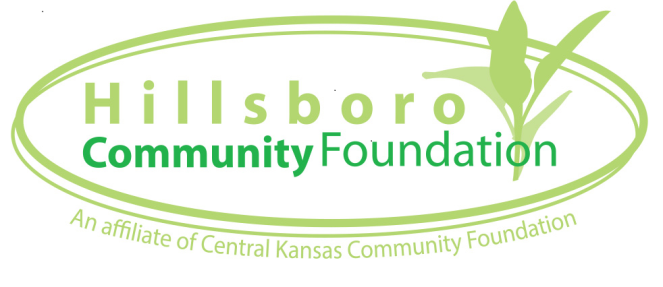 Hillsboro
Community Foundation
An affiliate of Central Kansas Community Foundation